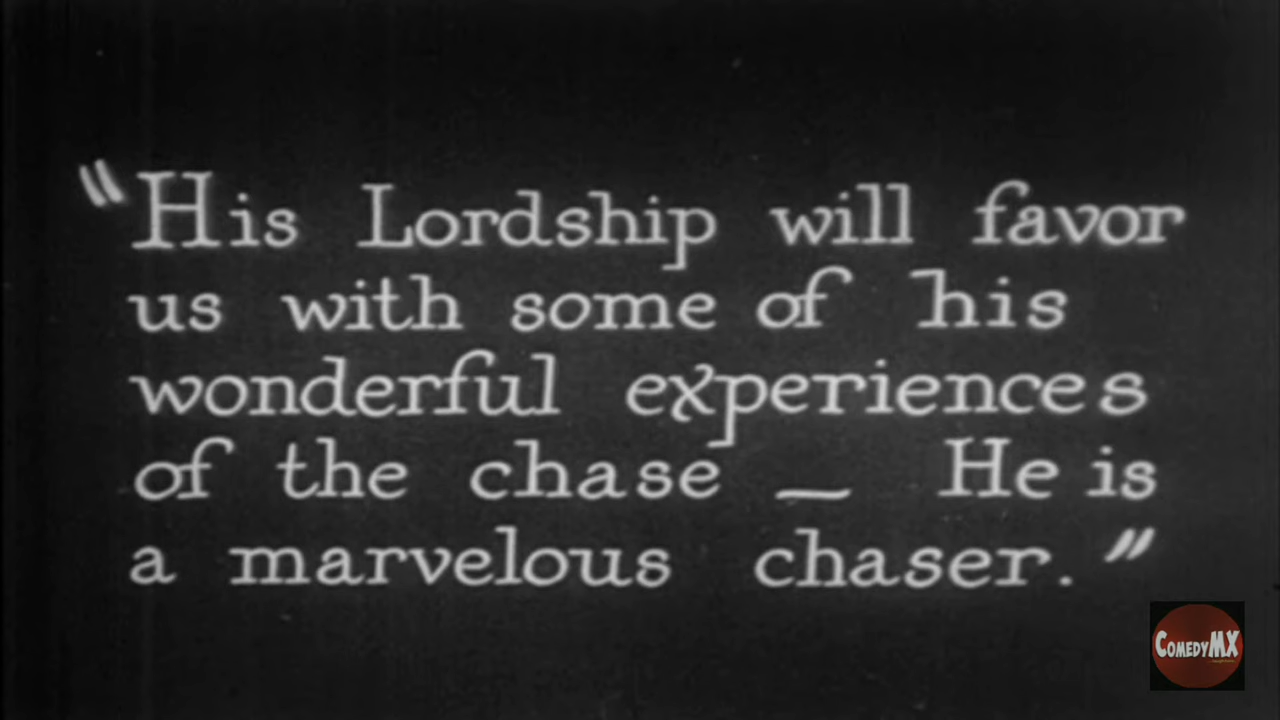 "His Lordship will favor
us with some of his
wonderful experiences
of the chase — He is
a marvelous chaser."
COMEDYMX